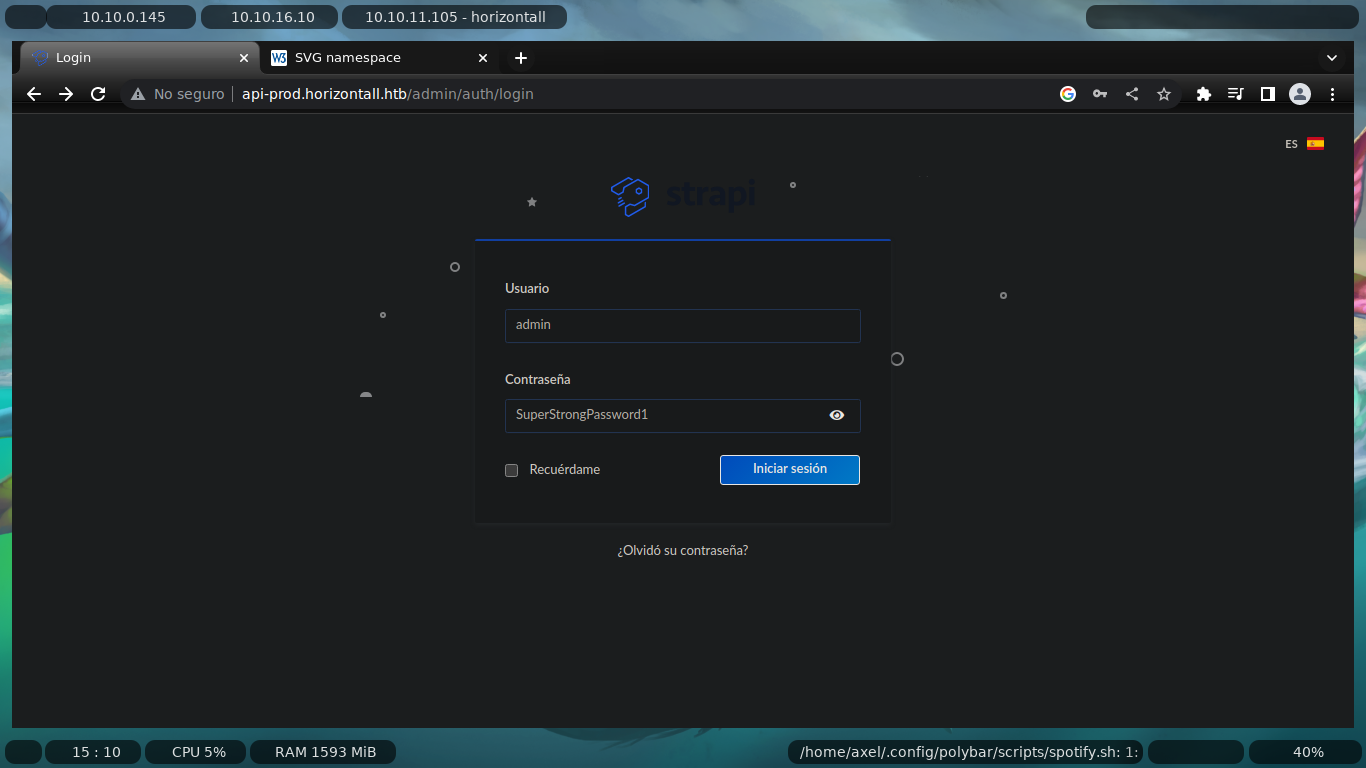 10.10.0.145
10.10.16.10
10.10.11.105 - horizontall
Login
SVG namespace
No seguro
api-prod.horizontall.htb/admin/auth/login
ES
strapi
Usuario
admin
Contraseña
SuperStrongPassword1
Recuérdame
Iniciar sesión
¿Olvidó su contraseña?
15 : 10
CPU 5%
RAM 1593 MiB
/home/axel/.config/polybar/scripts/spotify.sh: 1:
40%